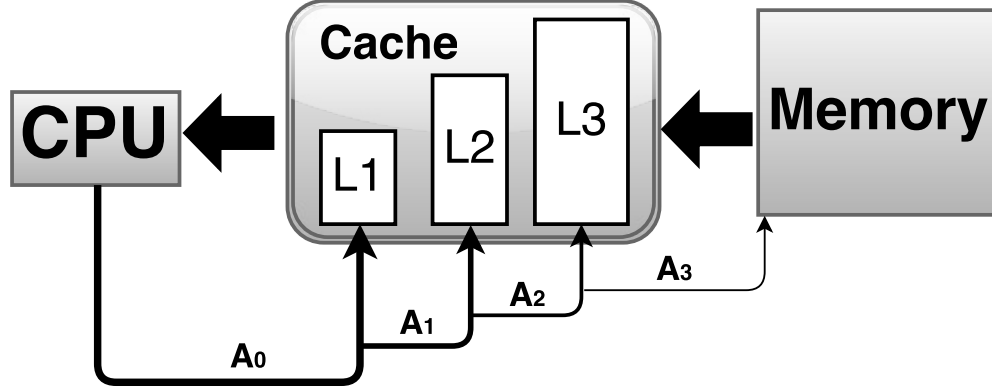 Cache
CPU
L1
L2
L3
Memory
A0
A1
A2
A3